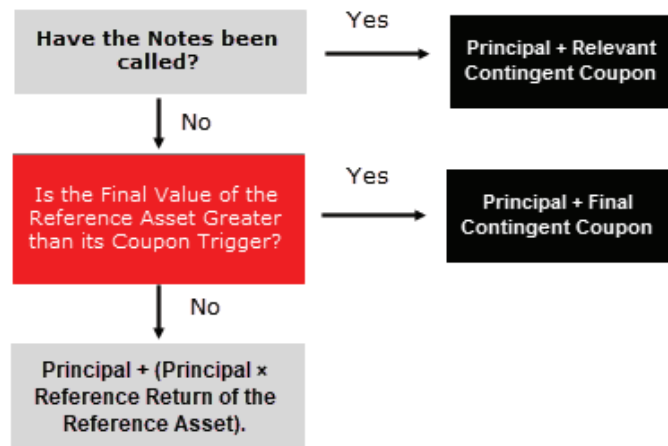 Have the Notes been
called?
Yes
Principal + Relevant
Contingent Coupon
No
Is the Final Value of the
Reference Asset Greater
than its Coupon Trigger?
Yes
Principal + Final
Contingent Coupon
No
Principal + (Principal ×
Reference Return of the
Reference Asset).